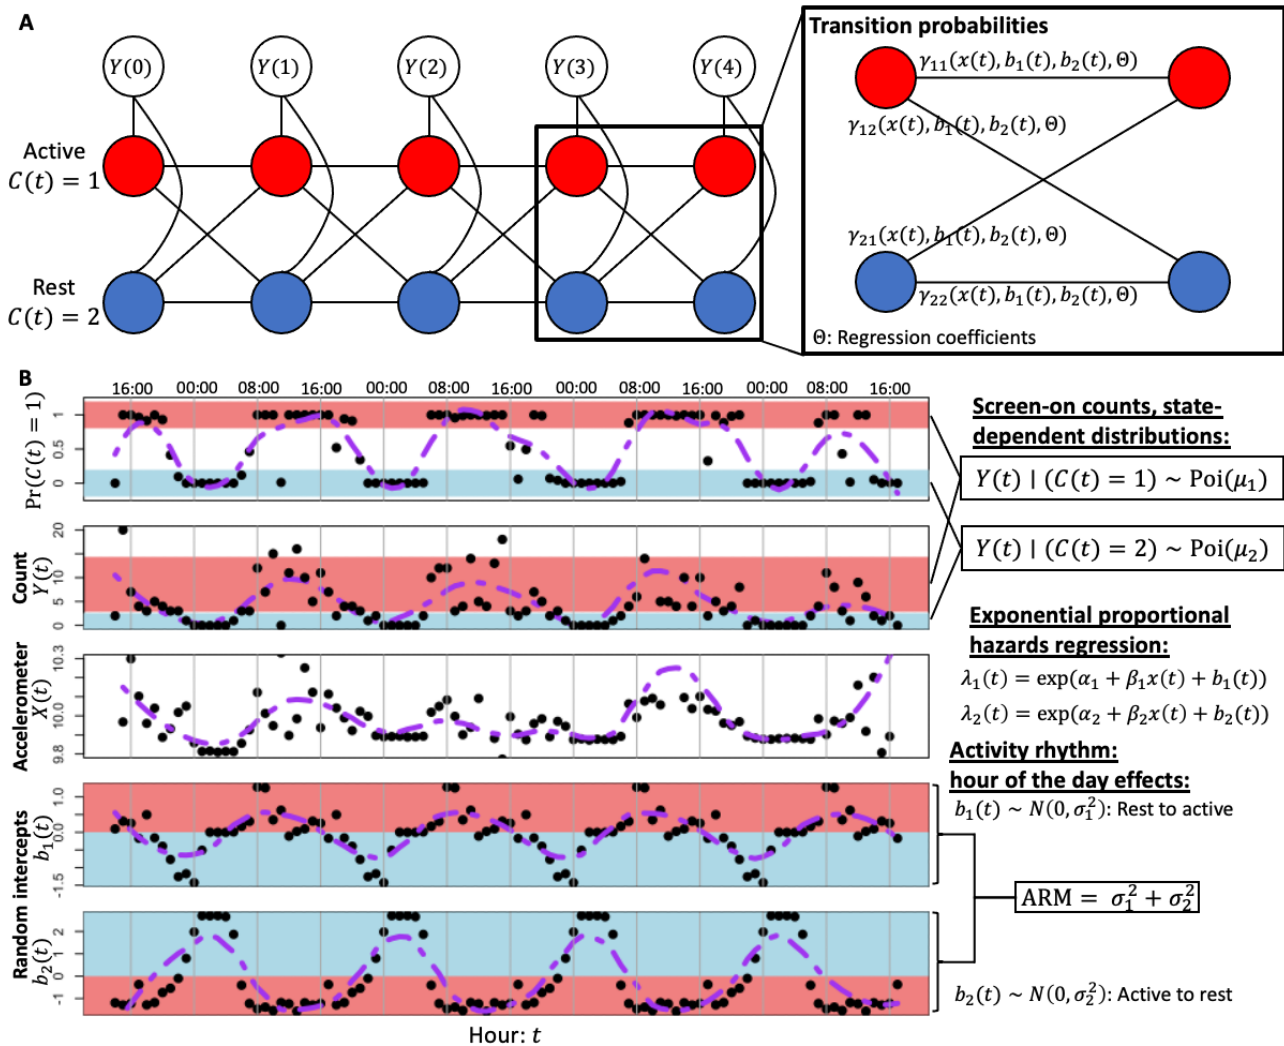 A
Y(0)
Y(1)
Y(2)
Y(3)
Y(4)
Active
C(t) = 1
Rest
C(t) = 2
Transition probabilities
γ₁₁(x(t), b₁(t), b₂(t), Θ)
γ₁₂(x(t), b₁(t), b₂(t), Θ)
γ₂₁(x(t), b₁(t), b₂(t), Θ)
γ₂₂(x(t), b₁(t), b₂(t), Θ)
Θ: Regression coefficients
B
16:00 00:00 08:00 16:00 00:00 08:00 16:00 00:00 08:00 16:00 00:00 08:00 16:00
Pr(C(t) = 1)
1
0.5
0
Count
Y(t)
20
10
5
0
Accelerometer
X(t)
10.3
10.0
9.8
Random intercepts
b₁(t)
1.0
0.0
-1.5
b₂(t)
2
0
-1
Hour: t
Screen-on counts, state-
dependent distributions:
Y(t) | (C(t) = 1) ~ Poi(μ₁)
Y(t) | (C(t) = 2) ~ Poi(μ₂)
Exponential proportional
hazards regression:
λ₁(t) = exp(α₁ + β₁x(t) + b₁(t))
λ₂(t) = exp(α₂ + β₂x(t) + b₂(t))
Activity rhythm:
hour of the day effects:
b₁(t) ~ N(0, σ₁²): Rest to active
ARM = σ₁² + σ₂²
b₂(t) ~ N(0, σ₂²): Active to rest